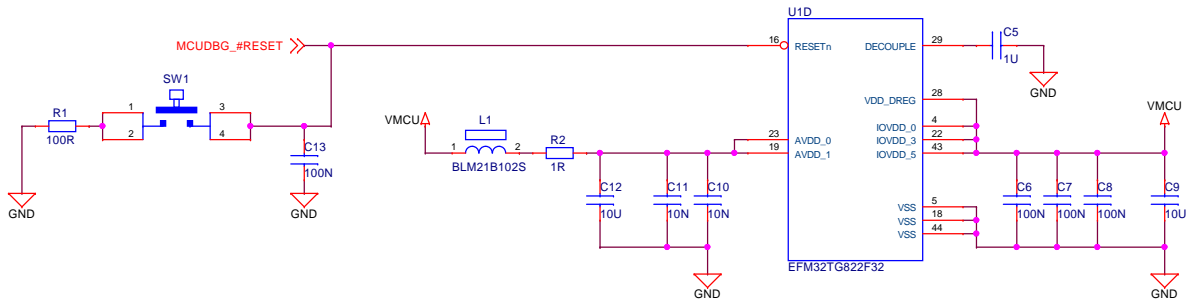 U1D
MCUDBG_#RESET
16
RESETn
DECOUPLE
29
C5
1U
GND
SW1
R1
100R
1
2
3
4
C13
100N
GND
GND
VMCU
L1
1
2
BLM21B102S
R2
1R
23
19
AVDD_0
AVDD_1
VDD_DREG
28
IOVDD_0
4
IOVDD_3
22
IOVDD_5
43
VMCU
C12
10U
C11
10N
C10
10N
GND
VSS
5
VSS
18
VSS
44
C6
100N
C7
100N
C8
100N
C9
10U
GND
EFM32TG822F32